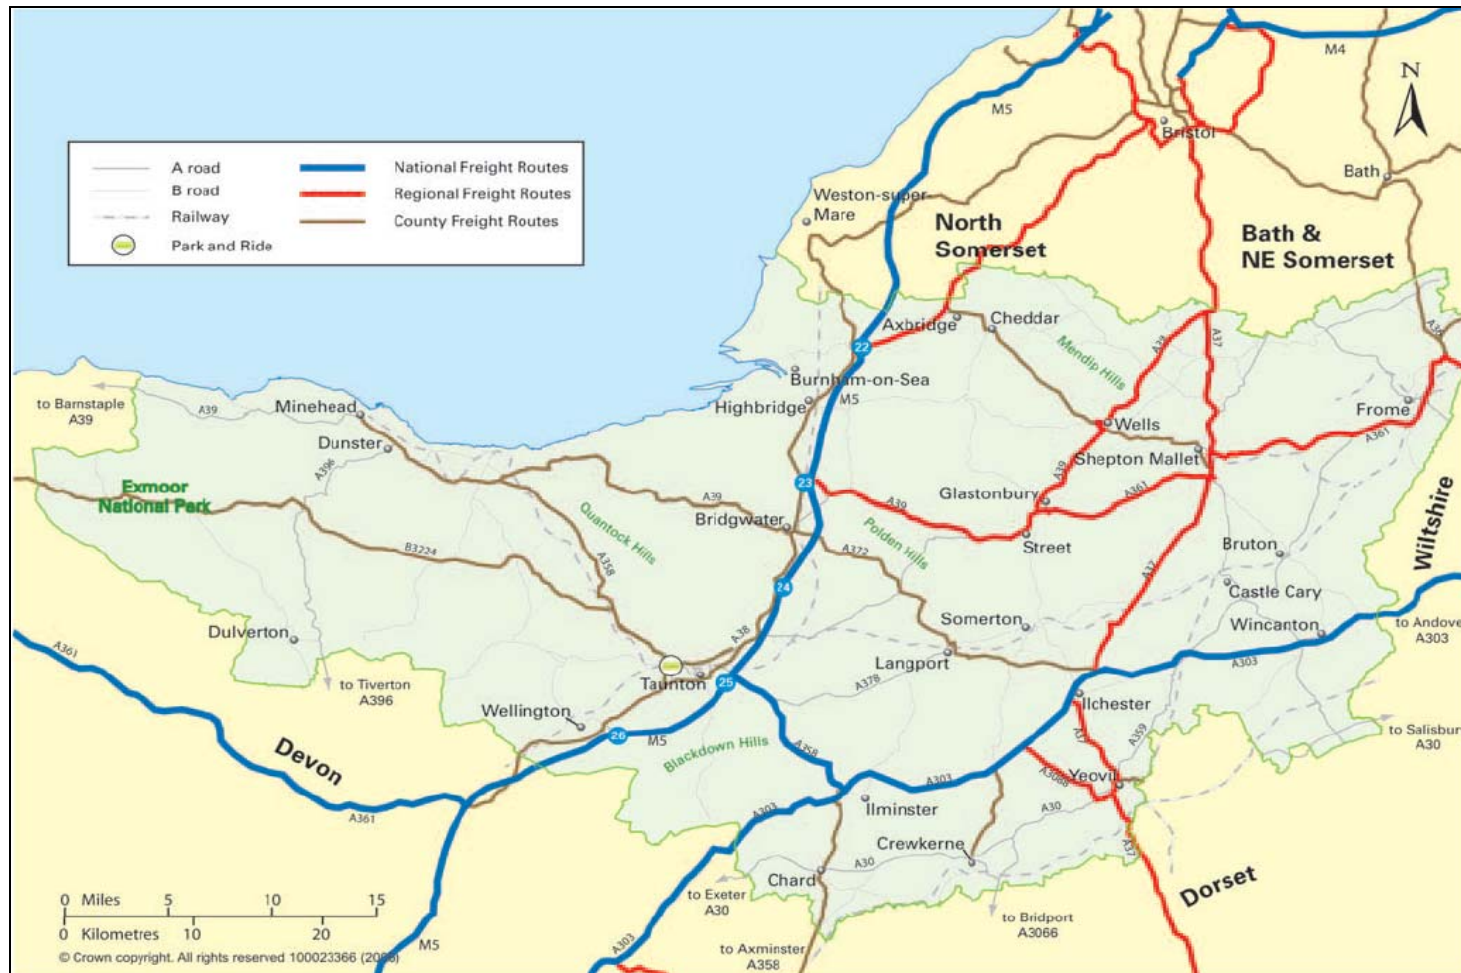 M4
N
M5
Bristol
A road
National Freight Routes
B road
Regional Freight Routes
Railway
County Freight Routes
Park and Ride
Bath
Weston-super-
Mare
North
Somerset
Bath &
NE Somerset
Axbridge
Cheddar
A37
A36
22
Mendip Hills
A39
Burnham-on-Sea
M5
to Barnstaple
A39
A39
Minehead
Highbridge
Frome
Dunster
Wells
A361
Shepton Mallet
A396
A39
Exmoor
National Park
23
A39
Glastonbury
A361
A39
Quantock Hills
Bridgwater
Polden Hills
Street
Wiltshire
B3224
A358
A372
Bruton
A37
24
Castle Cary
Somerton
Wincanton
to Andove
A303
Dulverton
A38
A361
Langport
A303
to Tiverton
A396
Taunton
25
A378
Ilchester
Wellington
26
M5
Blackdown Hills
A358
A37
A359
to Salisbury
A30
Devon
Yeovil
A3088
A303
A30
A361
A303
Ilminster
Crewkerne
A37
Chard
A30
Dorset
0 Miles 5 10 15
to Exeter
A30
0 Kilometres 10 20
to Bridport
A3066
M5
A303
to Axminster
A358
© Crown copyright. All rights reserved 100023366